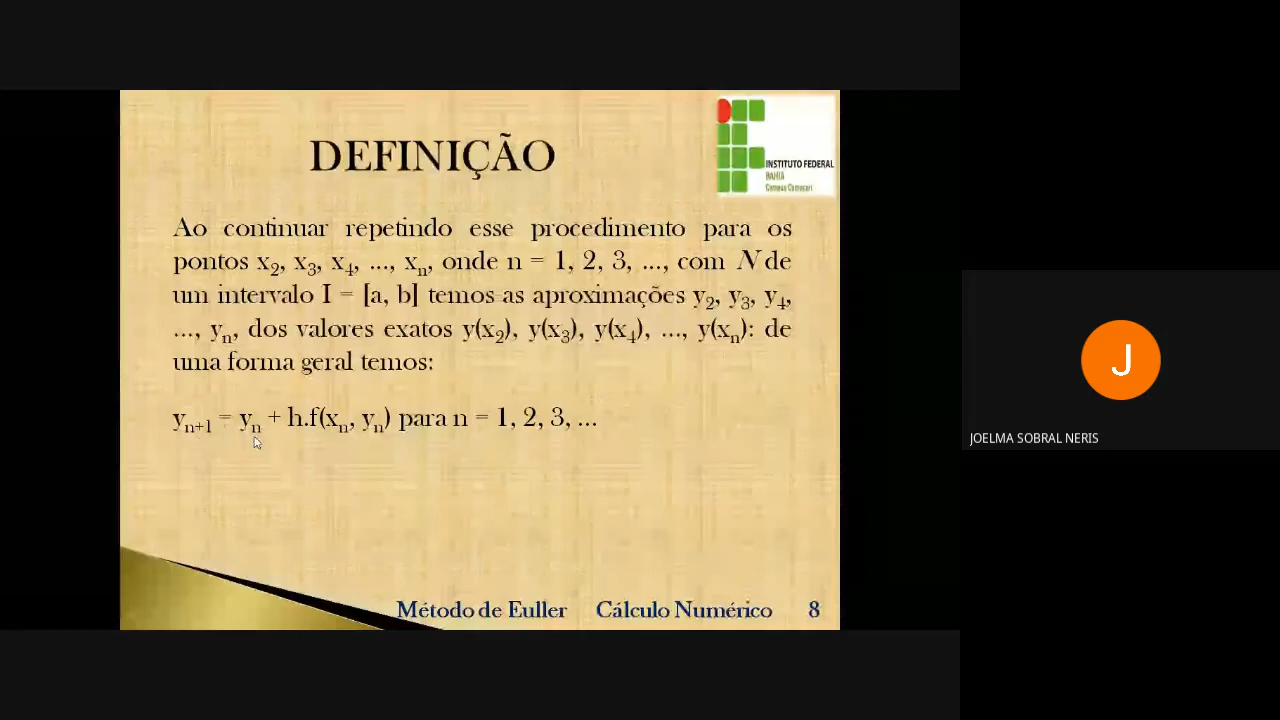 DEFINIÇÃO
INSTITUTO FEDERAL
BAHIA
Campus Camaçari
Ao continuar repetindo esse procedimento para os
pontos x2, x3, x4, ..., xn, onde n = 1, 2, 3, ..., com N de
um intervalo I = [a, b] temos as aproximações y2, y3, y4,
..., yn, dos valores exatos y(x2), y(x3), y(x4), ..., y(xn): de
uma forma geral temos:
yn+1 = yn + h.f(xn, yn) para n = 1, 2, 3, ...
Método de Euller Cálculo Numérico 8
J
JOELMA SOBRAL NERIS